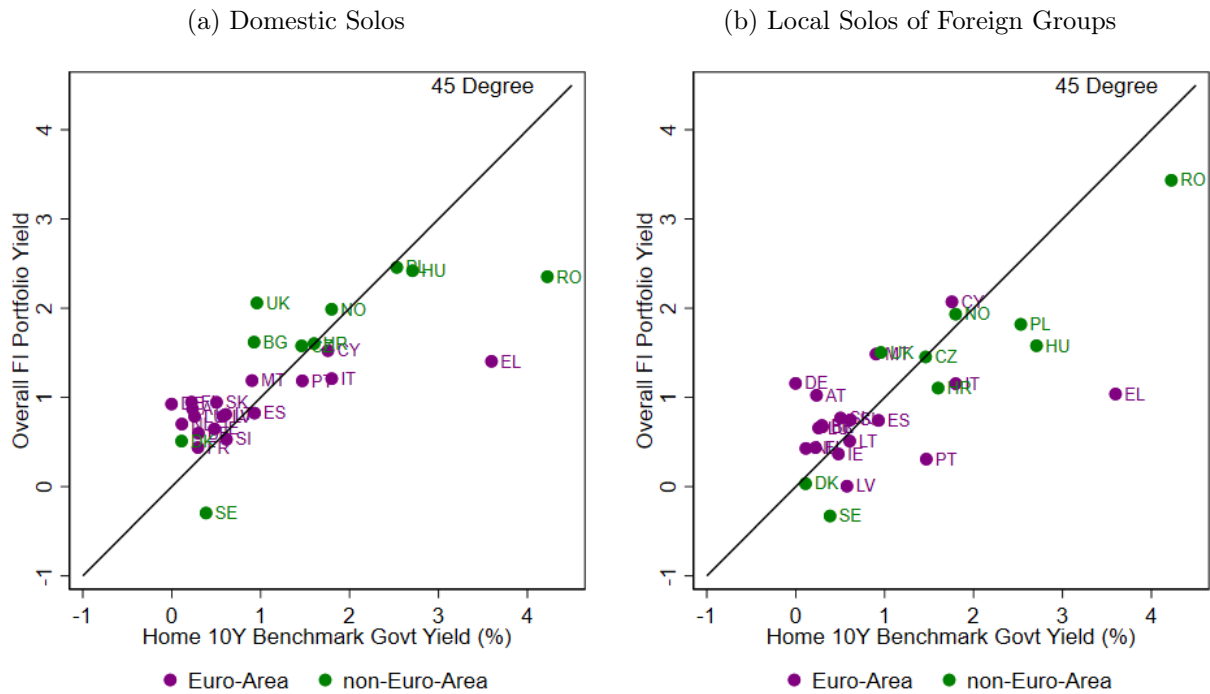 (a) Domestic Solos
(b) Local Solos of Foreign Groups
Overall FI Portfolio Yield
4
3
2
1
0
-1
45 Degree
RO
PL
HU
UK
NO
BG
HR
CY
EL
MT
PT
IT
SK
LV
ES
SI
FR
SE
-1 0 1 2 3 4
Home 10Y Benchmark Govt Yield (%)
Euro-Area non-Euro-Area
Overall FI Portfolio Yield
4
3
2
1
0
-1
45 Degree
RO
CY
NO
PL
HU
MT
UK
CZ
DE
AT
HR
IT
EL
ES
LT
IE
PT
DK
LV
SE
-1 0 1 2 3 4
Home 10Y Benchmark Govt Yield (%)
Euro-Area non-Euro-Area